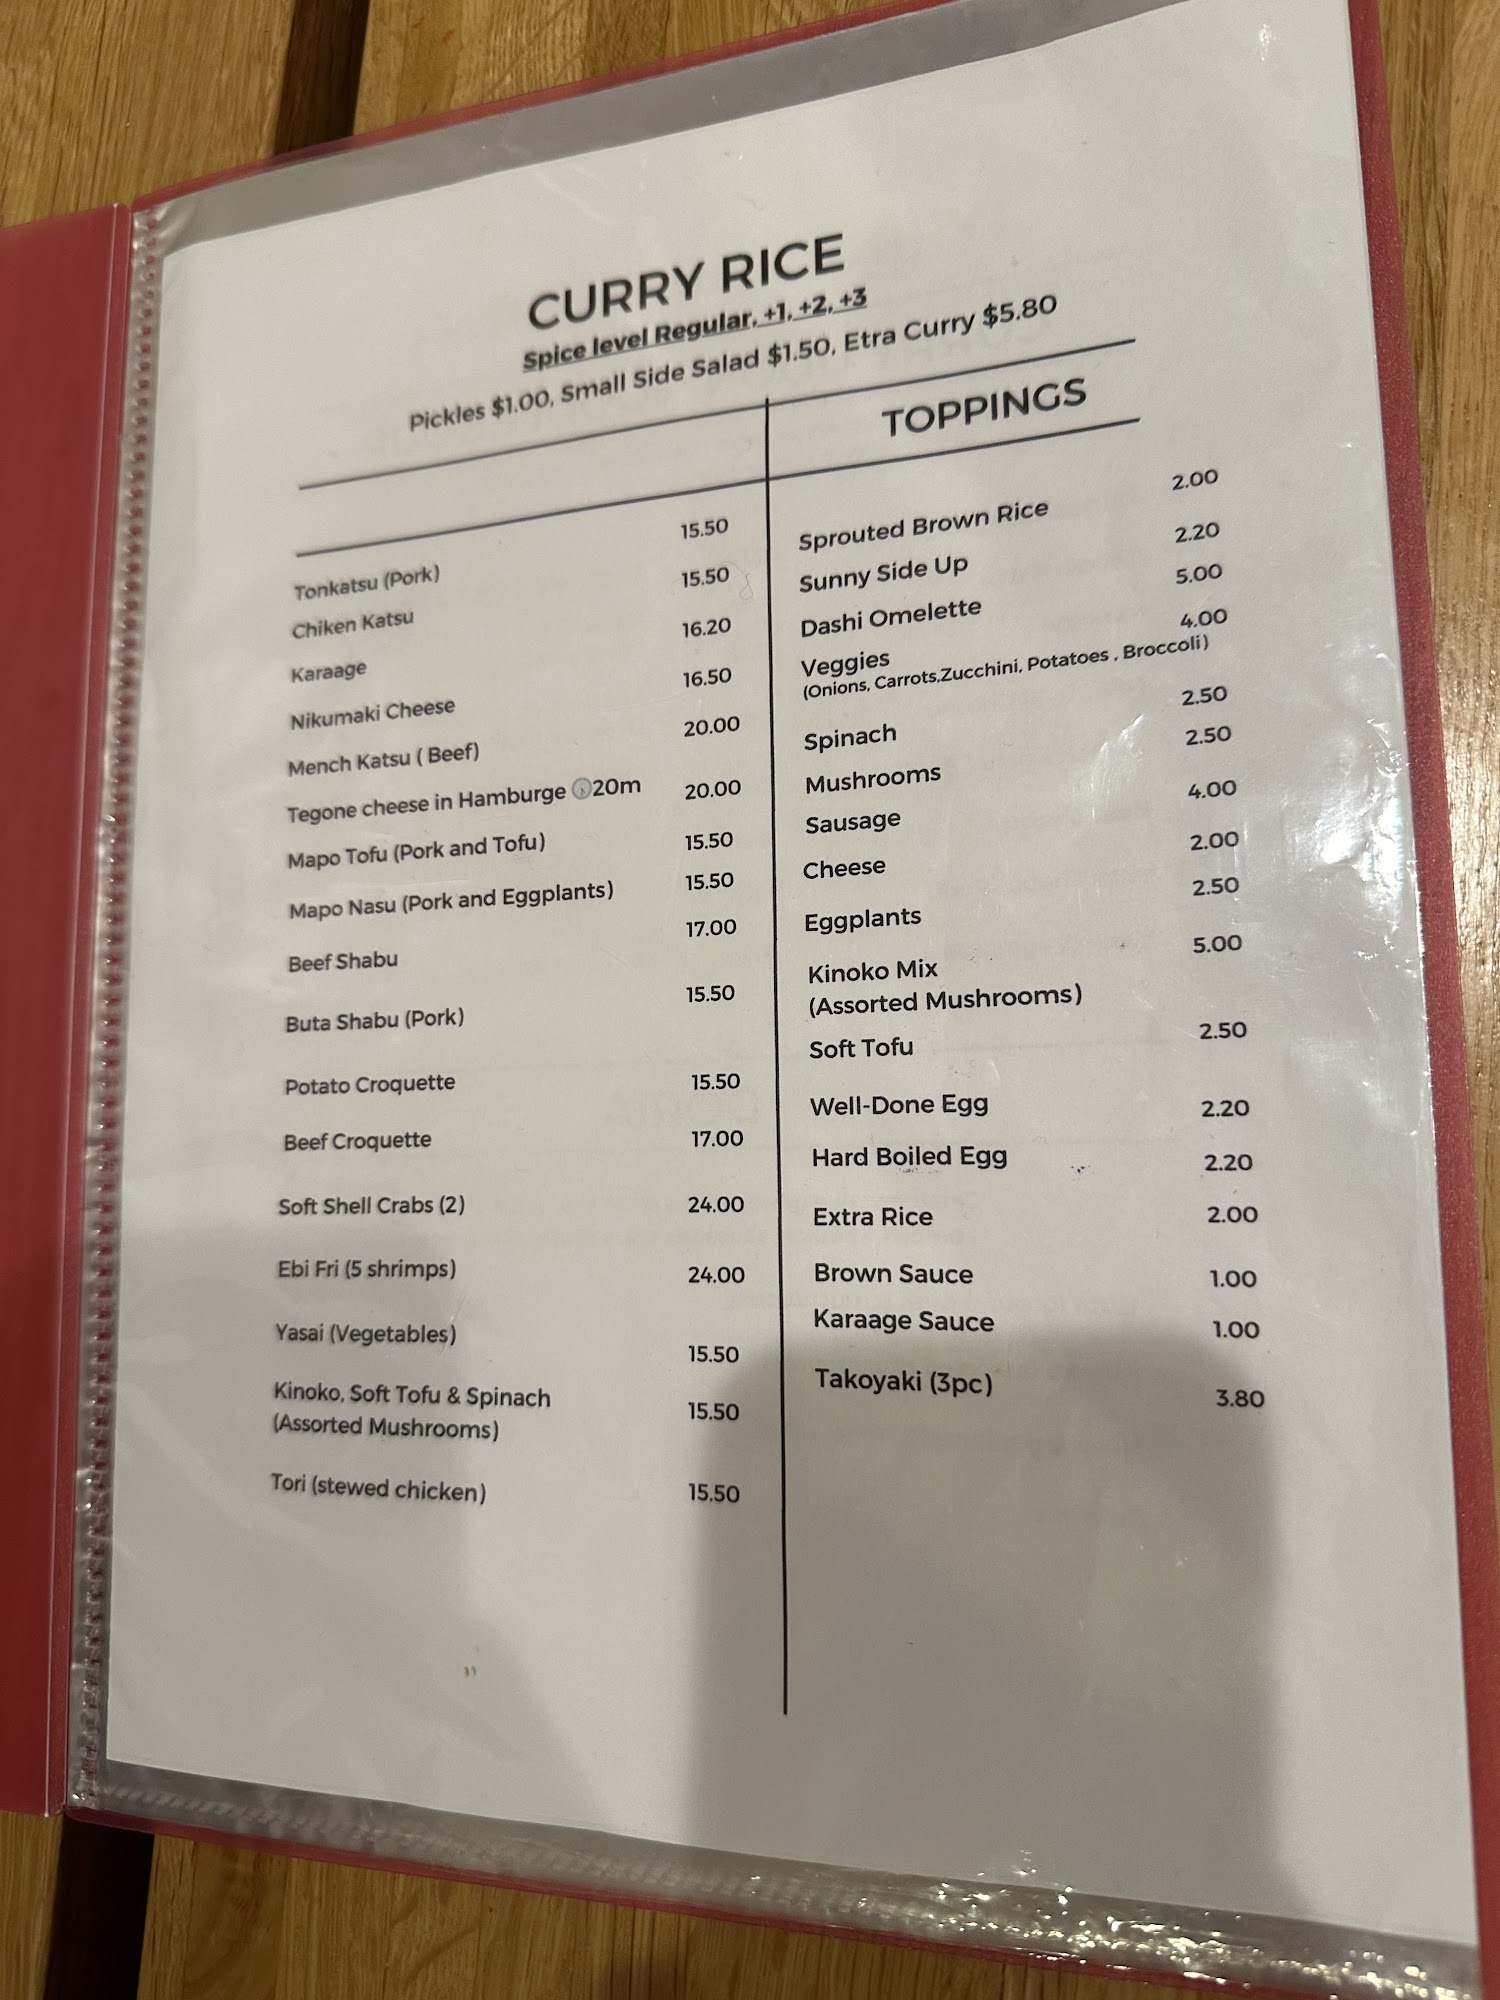 CURRY RICE
Spice level Regular, +1, +2, +3
Pickles $1.00, Small Side Salad $1.50, Etra Curry $5.80
Tonkatsu (Pork) 15.50
Chiken Katsu 15.50
Karaage 16.20
Nikumaki Cheese 16.50
Mench Katsu ( Beef) 20.00
Tegone cheese in Hamburge 20m 20.00
Mapo Tofu (Pork and Tofu) 15.50
Mapo Nasu (Pork and Eggplants) 15.50
Beef Shabu 17.00
Buta Shabu (Pork) 15.50
Potato Croquette 15.50
Beef Croquette 17.00
Soft Shell Crabs (2) 24.00
Ebi Fri (5 shrimps) 24.00
Yasai (Vegetables) 15.50
Kinoko, Soft Tofu & Spinach 15.50
(Assorted Mushrooms)
Tori (stewed chicken) 15.50
TOPPINGS
Sprouted Brown Rice 2.00
Sunny Side Up 2.20
Dashi Omelette 5.00
Veggies 4.00
(Onions, Carrots,Zucchini, Potatoes , Broccoli)
Spinach 2.50
Mushrooms 2.50
Sausage 4.00
Cheese 2.00
Eggplants 2.50
Kinoko Mix 5.00
(Assorted Mushrooms)
Soft Tofu 2.50
Well-Done Egg 2.20
Hard Boiled Egg 2.20
Extra Rice 2.00
Brown Sauce 1.00
Karaage Sauce 1.00
Takoyaki (3pc) 3.80